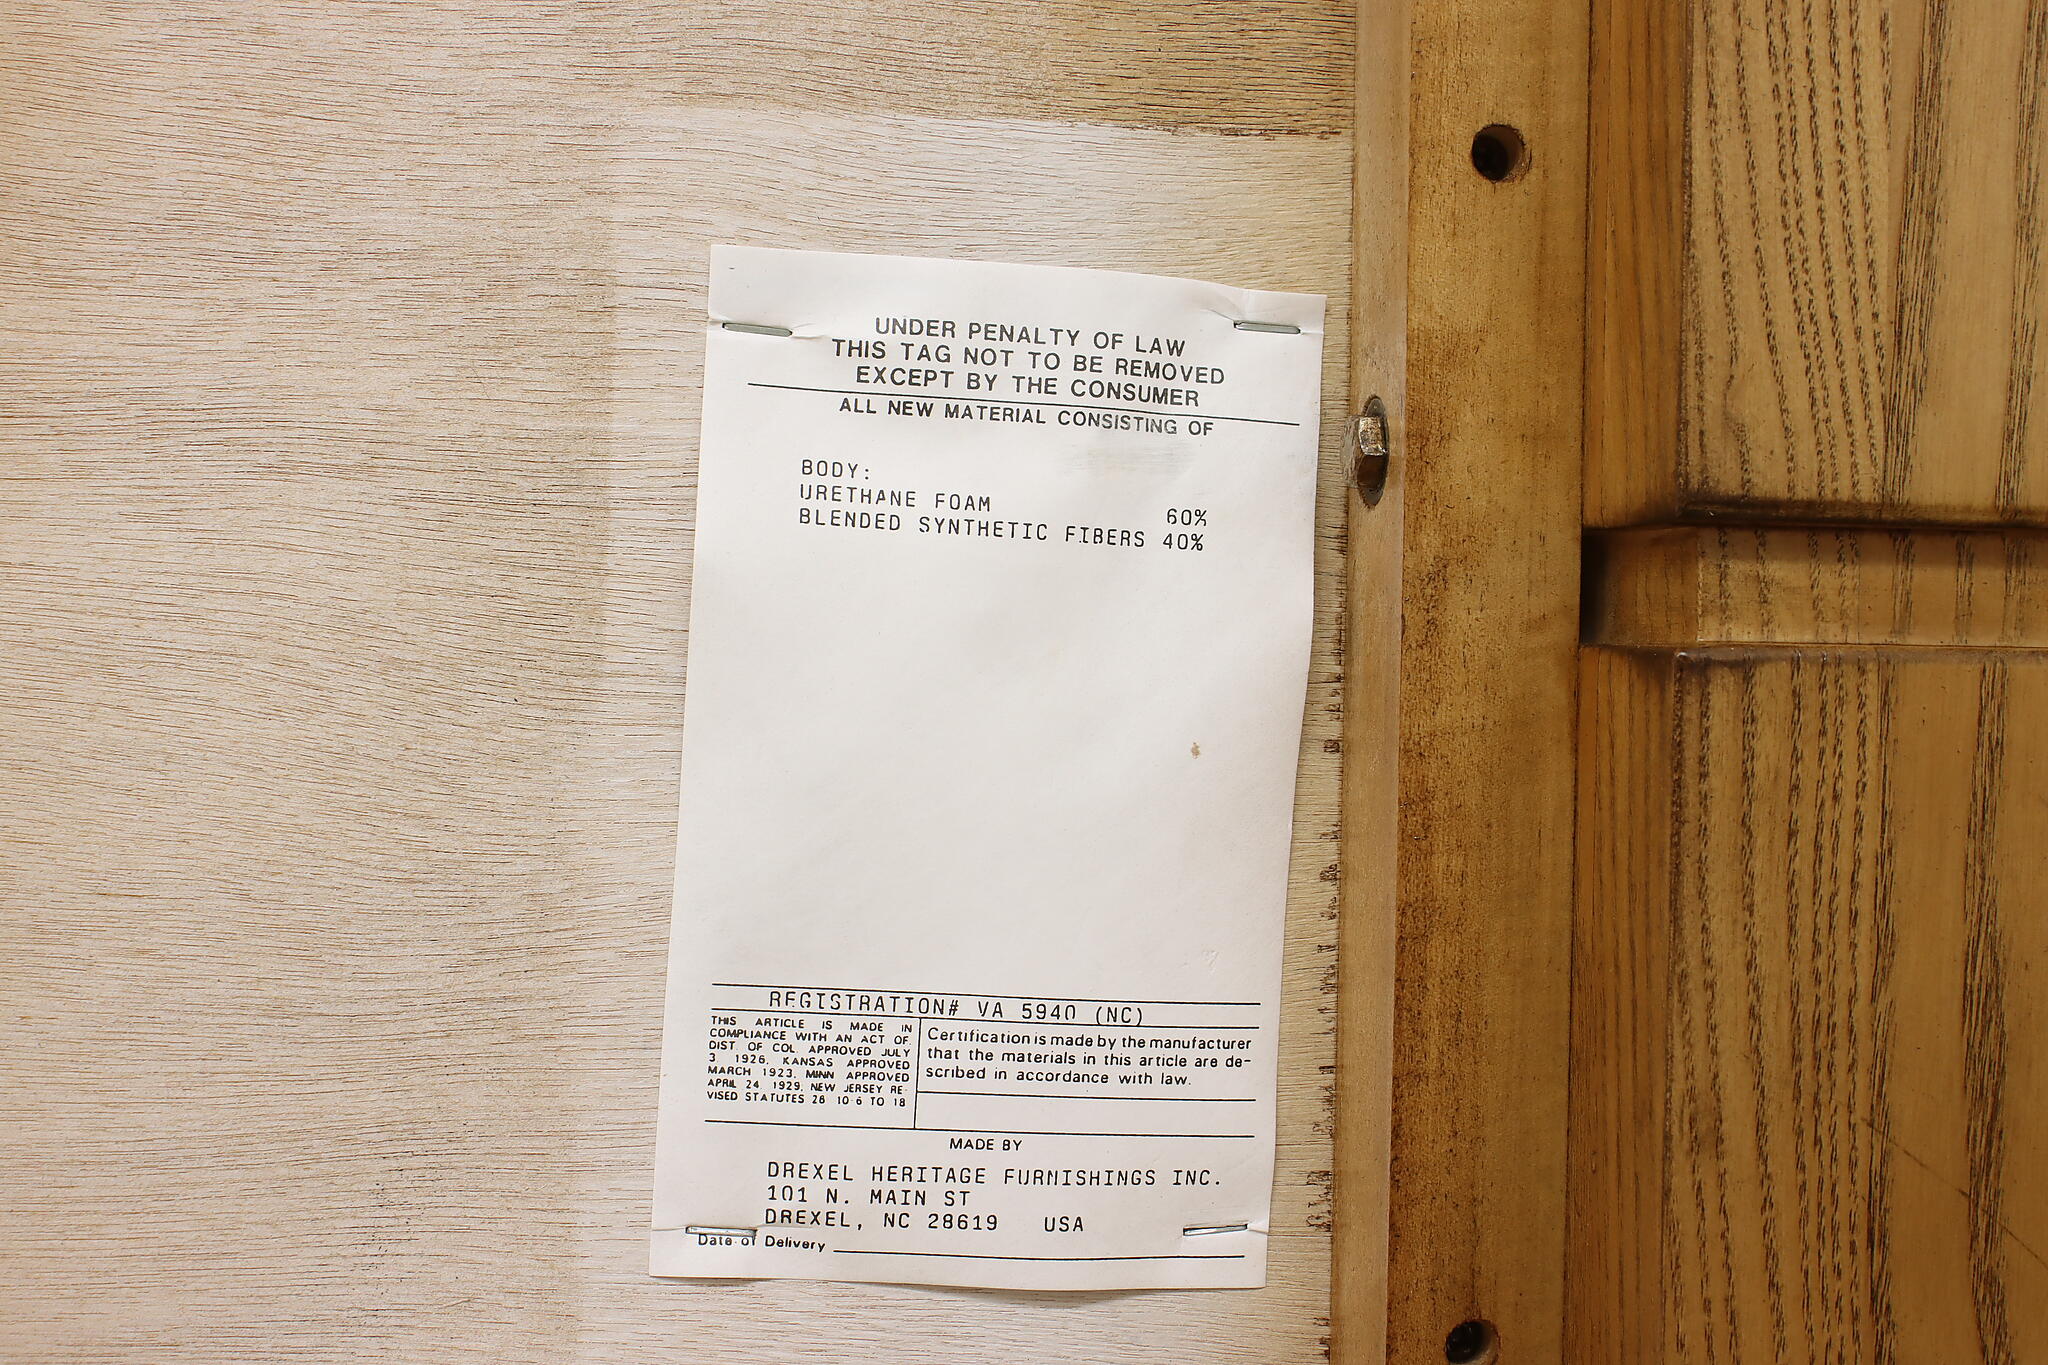 UNDER PENALTY OF LAW
THIS TAG NOT TO BE REMOVED
EXCEPT BY THE CONSUMER
ALL NEW MATERIAL CONSISTING OF
BODY:
URETHANE FOAM 60%
BLENDED SYNTHETIC FIBERS 40%
REGISTRATION# VA 5940 (NC)
THIS ARTICLE IS MADE IN
COMPLIANCE WITH AN ACT OF
DIST. OF COL. APPROVED JULY
3, 1926, KANSAS APPROVED
MARCH 1923, MINN APPROVED
APRIL 24, 1929, NEW JERSEY RE-
VISED STATUTES 26 10-6 TO 18
Certification is made by the manufacturer
that the materials in this article are de-
scribed in accordance with law.
MADE BY
DREXEL HERITAGE FURNISHINGS INC.
101 N. MAIN ST
DREXEL, NC 28619 USA
Date of Delivery